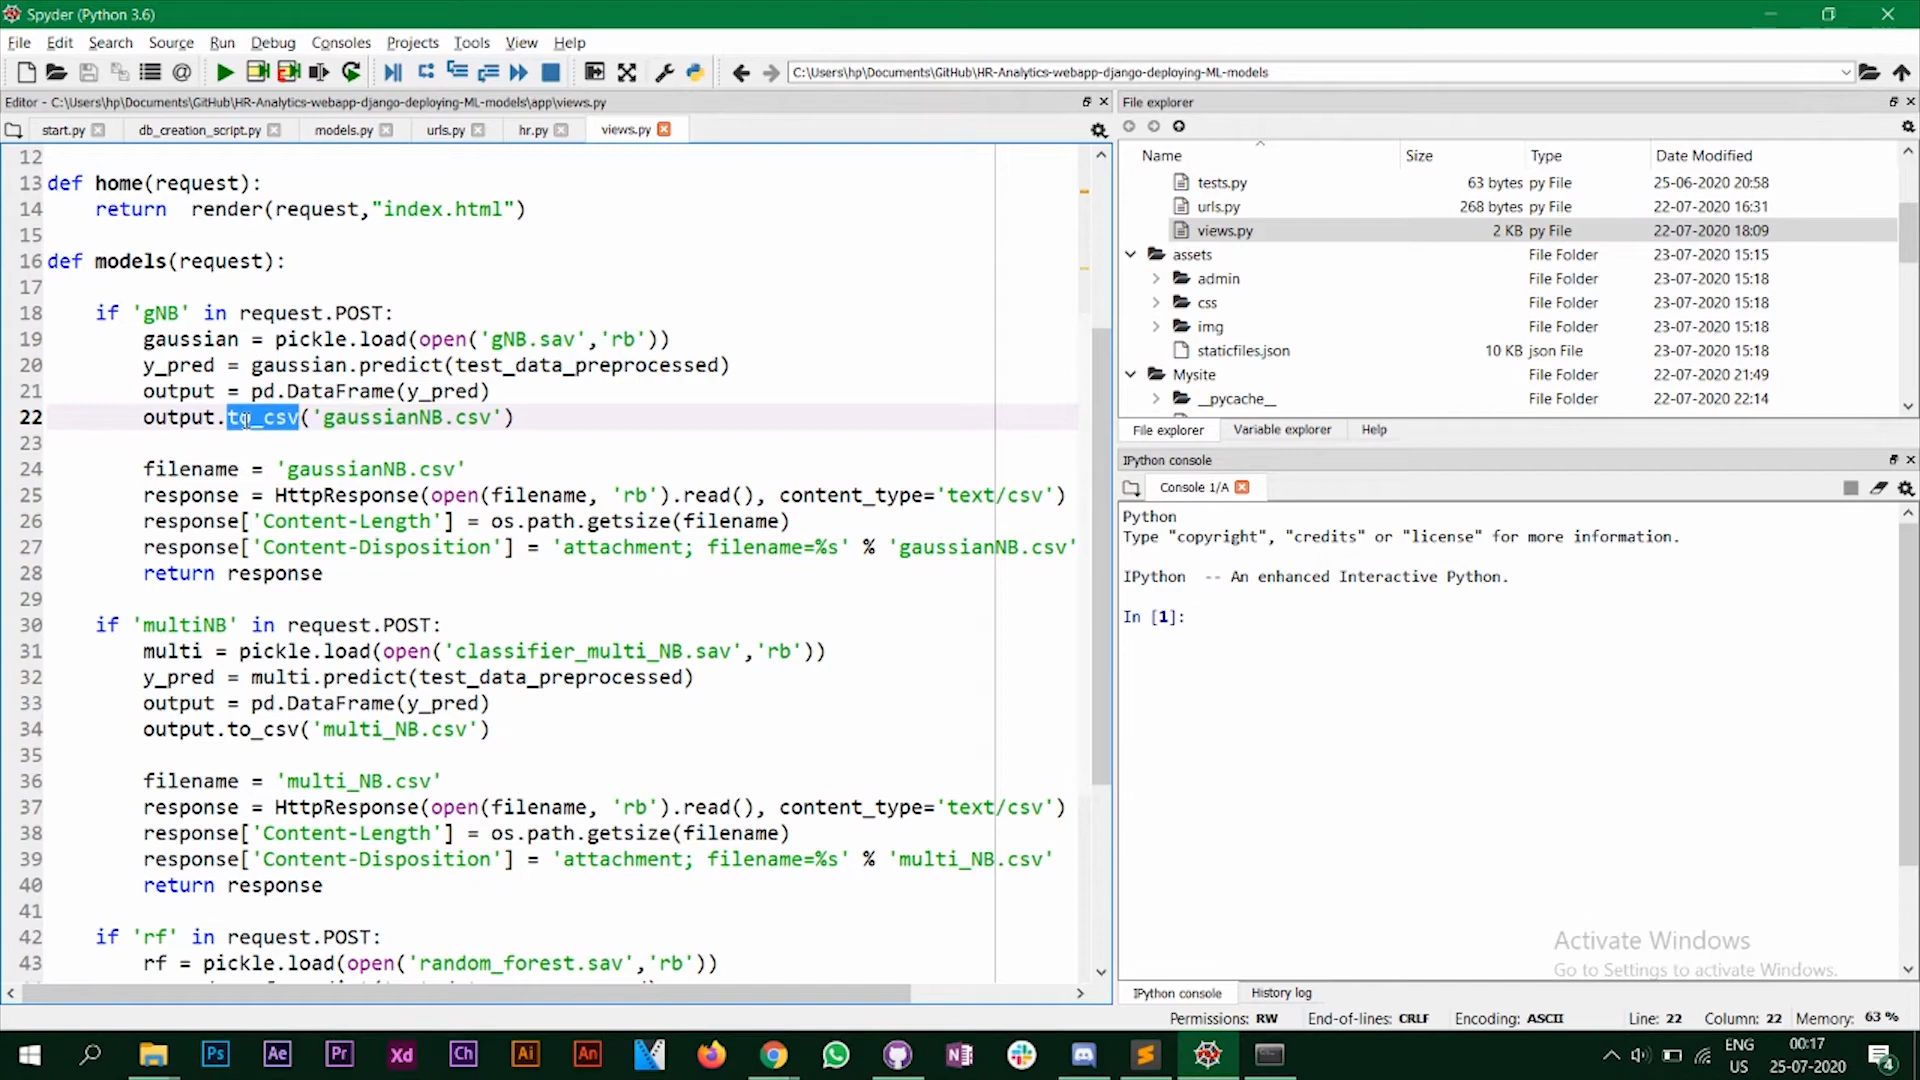 Spyder (Python 3.6)
File Edit Search Source Run Debug Consoles Projects Tools View Help
C:\Users\hp\Documents\GitHub\HR-Analytics-webapp-django-deploying-ML-models
Editor - C:\Users\hp\Documents\GitHub\HR-Analytics-webapp-django-deploying-ML-models\app\views.py
start.py db_creation_script.py models.py urls.py hr.py views.py
12
13 def home(request):
14 return render(request,"index.html")
15
16 def models(request):
17
18 if 'gNB' in request.POST:
19 gaussian = pickle.load(open('gNB.sav','rb'))
20 y_pred = gaussian.predict(test_data_preprocessed)
21 output = pd.DataFrame(y_pred)
22 output.to_csv('gaussianNB.csv')
23
24 filename = 'gaussianNB.csv'
25 response = HttpResponse(open(filename, 'rb').read(), content_type='text/csv')
26 response['Content-Length'] = os.path.getsize(filename)
27 response['Content-Disposition'] = 'attachment; filename=%s' % 'gaussianNB.csv'
28 return response
29
30 if 'multiNB' in request.POST:
31 multi = pickle.load(open('classifier_multi_NB.sav','rb'))
32 y_pred = multi.predict(test_data_preprocessed)
33 output = pd.DataFrame(y_pred)
34 output.to_csv('multi_NB.csv')
35
36 filename = 'multi_NB.csv'
37 response = HttpResponse(open(filename, 'rb').read(), content_type='text/csv')
38 response['Content-Length'] = os.path.getsize(filename)
39 response['Content-Disposition'] = 'attachment; filename=%s' % 'multi_NB.csv'
40 return response
41
42 if 'rf' in request.POST:
43 rf = pickle.load(open('random_forest.sav','rb'))
File explorer
Name Size Type Date Modified
tests.py 63 bytes py File 25-06-2020 20:58
urls.py 268 bytes py File 22-07-2020 16:31
views.py 2 KB py File 22-07-2020 18:09
assets File Folder 23-07-2020 15:15
admin File Folder 23-07-2020 15:18
css File Folder 23-07-2020 15:18
img File Folder 23-07-2020 15:18
staticfiles.json 10 KB json File 23-07-2020 15:18
Mysite File Folder 22-07-2020 21:49
__pycache__ File Folder 22-07-2020 22:14
File explorer Variable explorer Help
IPython console
Console 1/A
Python
Type "copyright", "credits" or "license" for more information.
IPython -- An enhanced Interactive Python.
In [1]:
Activate Windows
Go to Settings to activate Windows.
IPython console History log
Permissions: RW End-of-lines: CRLF Encoding: ASCII Line: 22 Column: 22 Memory: 63 %
Ps Ae Pr Xd Ch Ai An
ENG
US
00:17
25-07-2020
4